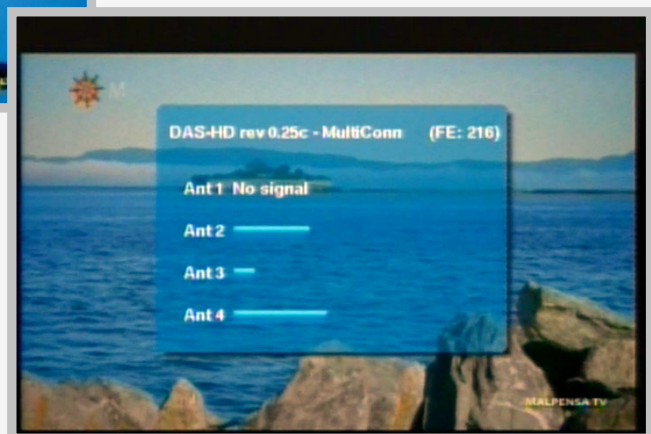 M
DAS-HD rev 0.25c - MultiConn (FE: 216)
Ant 1 No signal
Ant 2
Ant 3
Ant 4
MALPENSA TV